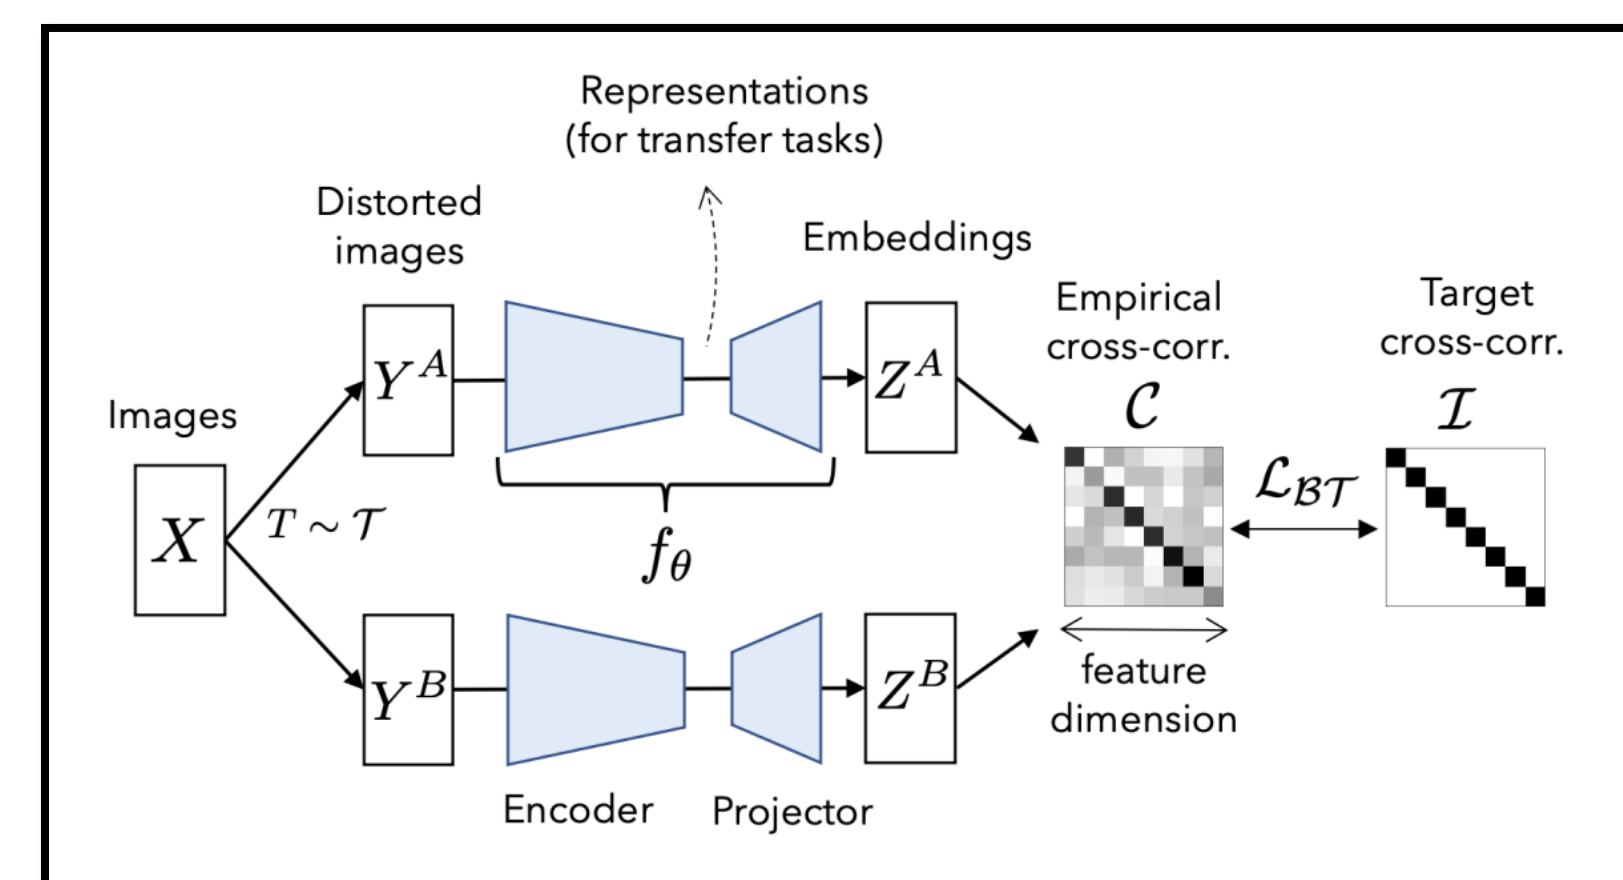 Representations
(for transfer tasks)
Distorted
images
Embeddings
Empirical
cross-corr.
Target
cross-corr.
Images
Y^A
Z^A
𝒞
ℐ
X
T ~ 𝒯
f_θ
ℒ_ℬ𝒯
Y^B
Z^B
feature
dimension
Encoder
Projector